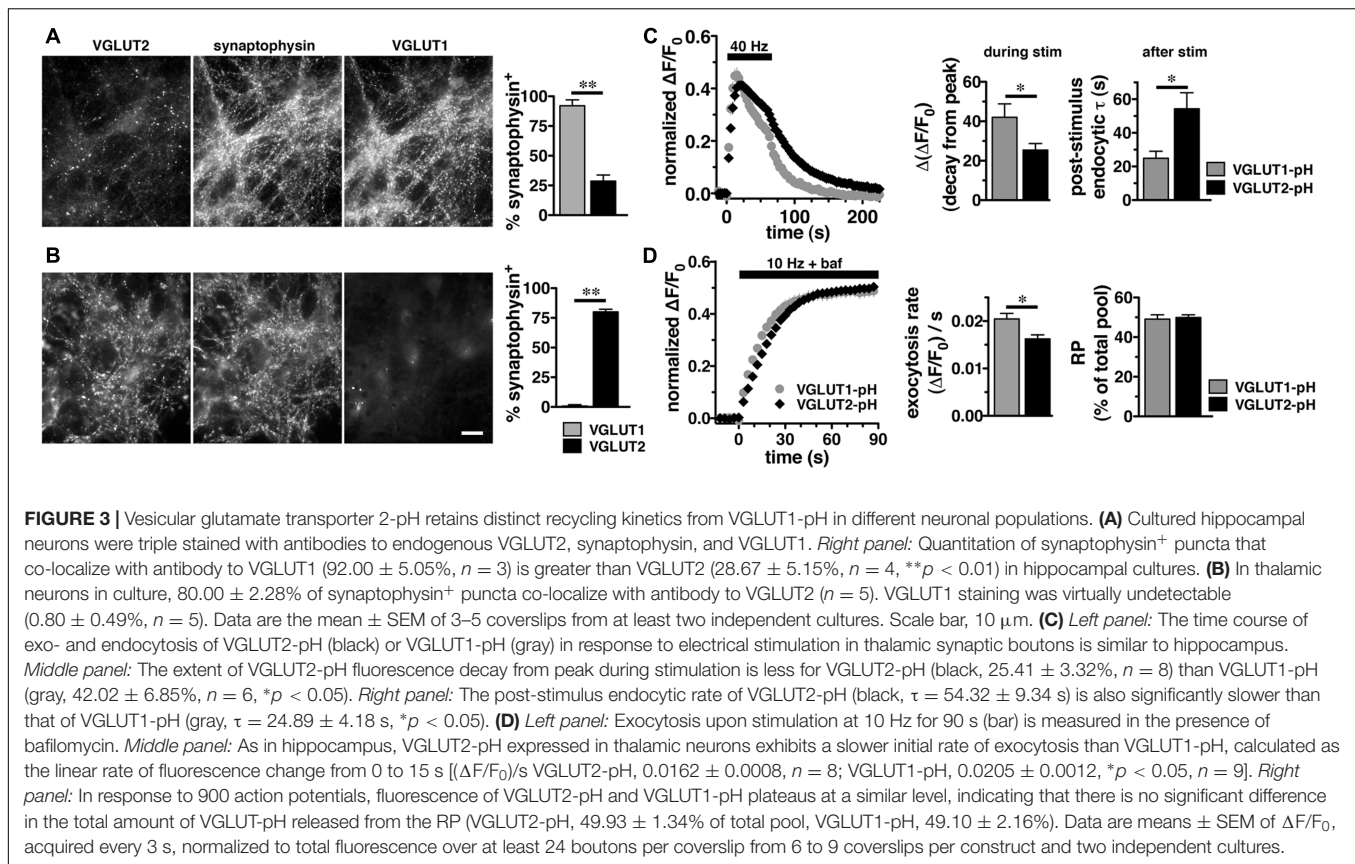 A
VGLUT2 synaptophysin VGLUT1
% synaptophysin+
100
75
50
25
0
**
B
% synaptophysin+
100
75
50
25
0
**
VGLUT1
VGLUT2
C
40 Hz
normalized ΔF/F0
0.6
0.4
0.2
0.0
0 100 200
time (s)
during stim
Δ(ΔF/F0)
(decay from peak)
60
40
20
0
*
after stim
post-stimulus
endocytic τ (s)
60
40
20
0
*
VGLUT1-pH
VGLUT2-pH
D
10 Hz + baf
normalized ΔF/F0
0.6
0.4
0.2
0.0
VGLUT1-pH
VGLUT2-pH
0 30 60 90
time (s)
exocytosis rate
(ΔF/F0) / s
0.02
0.01
0.00
*
RP
(% of total pool)
60
40
20
0
VGLUT1-pH
VGLUT2-pH
FIGURE 3 | Vesicular glutamate transporter 2-pH retains distinct recycling kinetics from VGLUT1-pH in different neuronal populations. (A) Cultured hippocampal
neurons were triple stained with antibodies to endogenous VGLUT2, synaptophysin, and VGLUT1. Right panel: Quantitation of synaptophysin+ puncta that
co-localize with antibody to VGLUT1 (92.00 ± 5.05%, n = 3) is greater than VGLUT2 (28.67 ± 5.15%, n = 4, **p < 0.01) in hippocampal cultures. (B) In thalamic
neurons in culture, 80.00 ± 2.28% of synaptophysin+ puncta co-localize with antibody to VGLUT2 (n = 5). VGLUT1 staining was virtually undetectable
(0.80 ± 0.49%, n = 5). Data are the mean ± SEM of 3–5 coverslips from at least two independent cultures. Scale bar, 10 μm. (C) Left panel: The time course of
exo- and endocytosis of VGLUT2-pH (black) or VGLUT1-pH (gray) in response to electrical stimulation in thalamic synaptic boutons is similar to hippocampus.
Middle panel: The extent of VGLUT2-pH fluorescence decay from peak during stimulation is less for VGLUT2-pH (black, 25.41 ± 3.32%, n = 8) than VGLUT1-pH
(gray, 42.02 ± 6.85%, n = 6, *p < 0.05). Right panel: The post-stimulus endocytic rate of VGLUT2-pH (black, τ = 54.32 ± 9.34 s) is also significantly slower than
that of VGLUT1-pH (gray, τ = 24.89 ± 4.18 s, *p < 0.05). (D) Left panel: Exocytosis upon stimulation at 10 Hz for 90 s (bar) is measured in the presence of
bafilomycin. Middle panel: As in hippocampus, VGLUT2-pH expressed in thalamic neurons exhibits a slower initial rate of exocytosis than VGLUT1-pH, calculated as
the linear rate of fluorescence change from 0 to 15 s [(ΔF/F0)/s VGLUT2-pH, 0.0162 ± 0.0008, n = 8; VGLUT1-pH, 0.0205 ± 0.0012, *p < 0.05, n = 9]. Right
panel: In response to 900 action potentials, fluorescence of VGLUT2-pH and VGLUT1-pH plateaus at a similar level, indicating that there is no significant difference
in the total amount of VGLUT-pH released from the RP (VGLUT2-pH, 49.93 ± 1.34% of total pool, VGLUT1-pH, 49.10 ± 2.16%). Data are means ± SEM of ΔF/F0,
acquired every 3 s, normalized to total fluorescence over at least 24 boutons per coverslip from 6 to 9 coverslips per construct and two independent cultures.